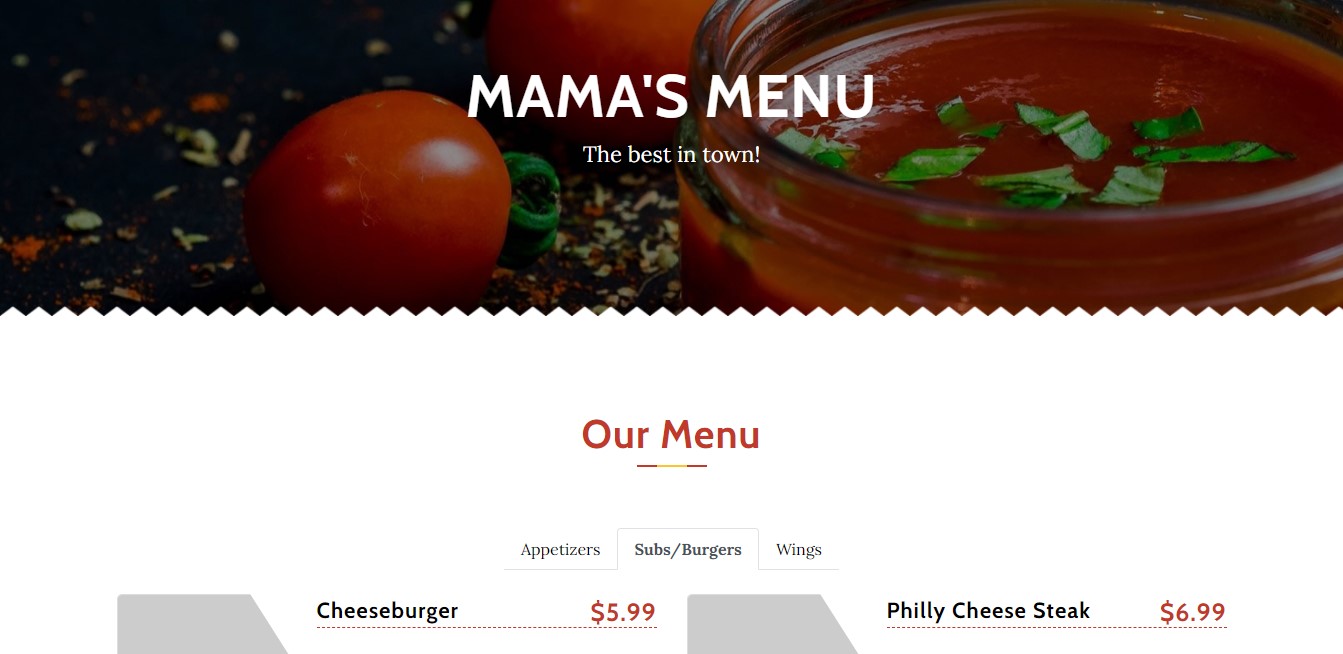 MAMA'S MENU
The best in town!
Our Menu
Appetizers Subs/Burgers Wings
Cheeseburger $5.99 Philly Cheese Steak $6.99